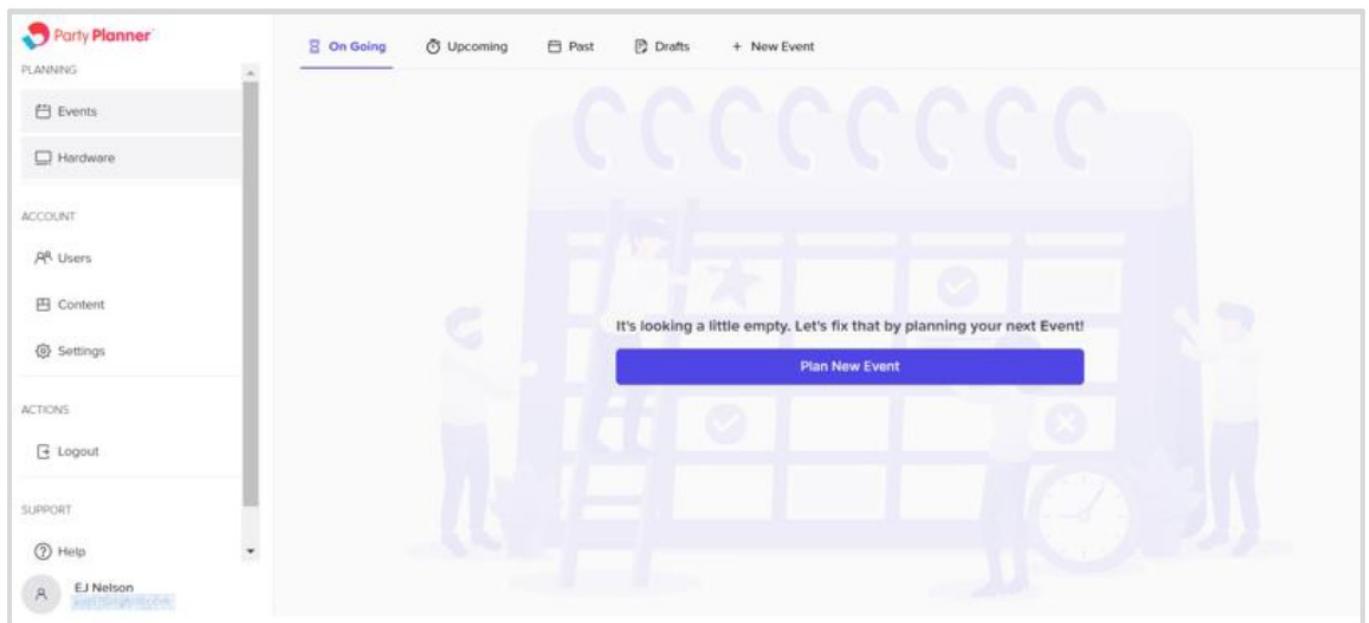 Party Planner
PLANNING
Events
Hardware
ACCOUNT
Users
Content
Settings
ACTIONS
Logout
SUPPORT
Help
EJ Nelson
On Going Upcoming Past Drafts + New Event
It's looking a little empty. Let's fix that by planning your next Event!
Plan New Event